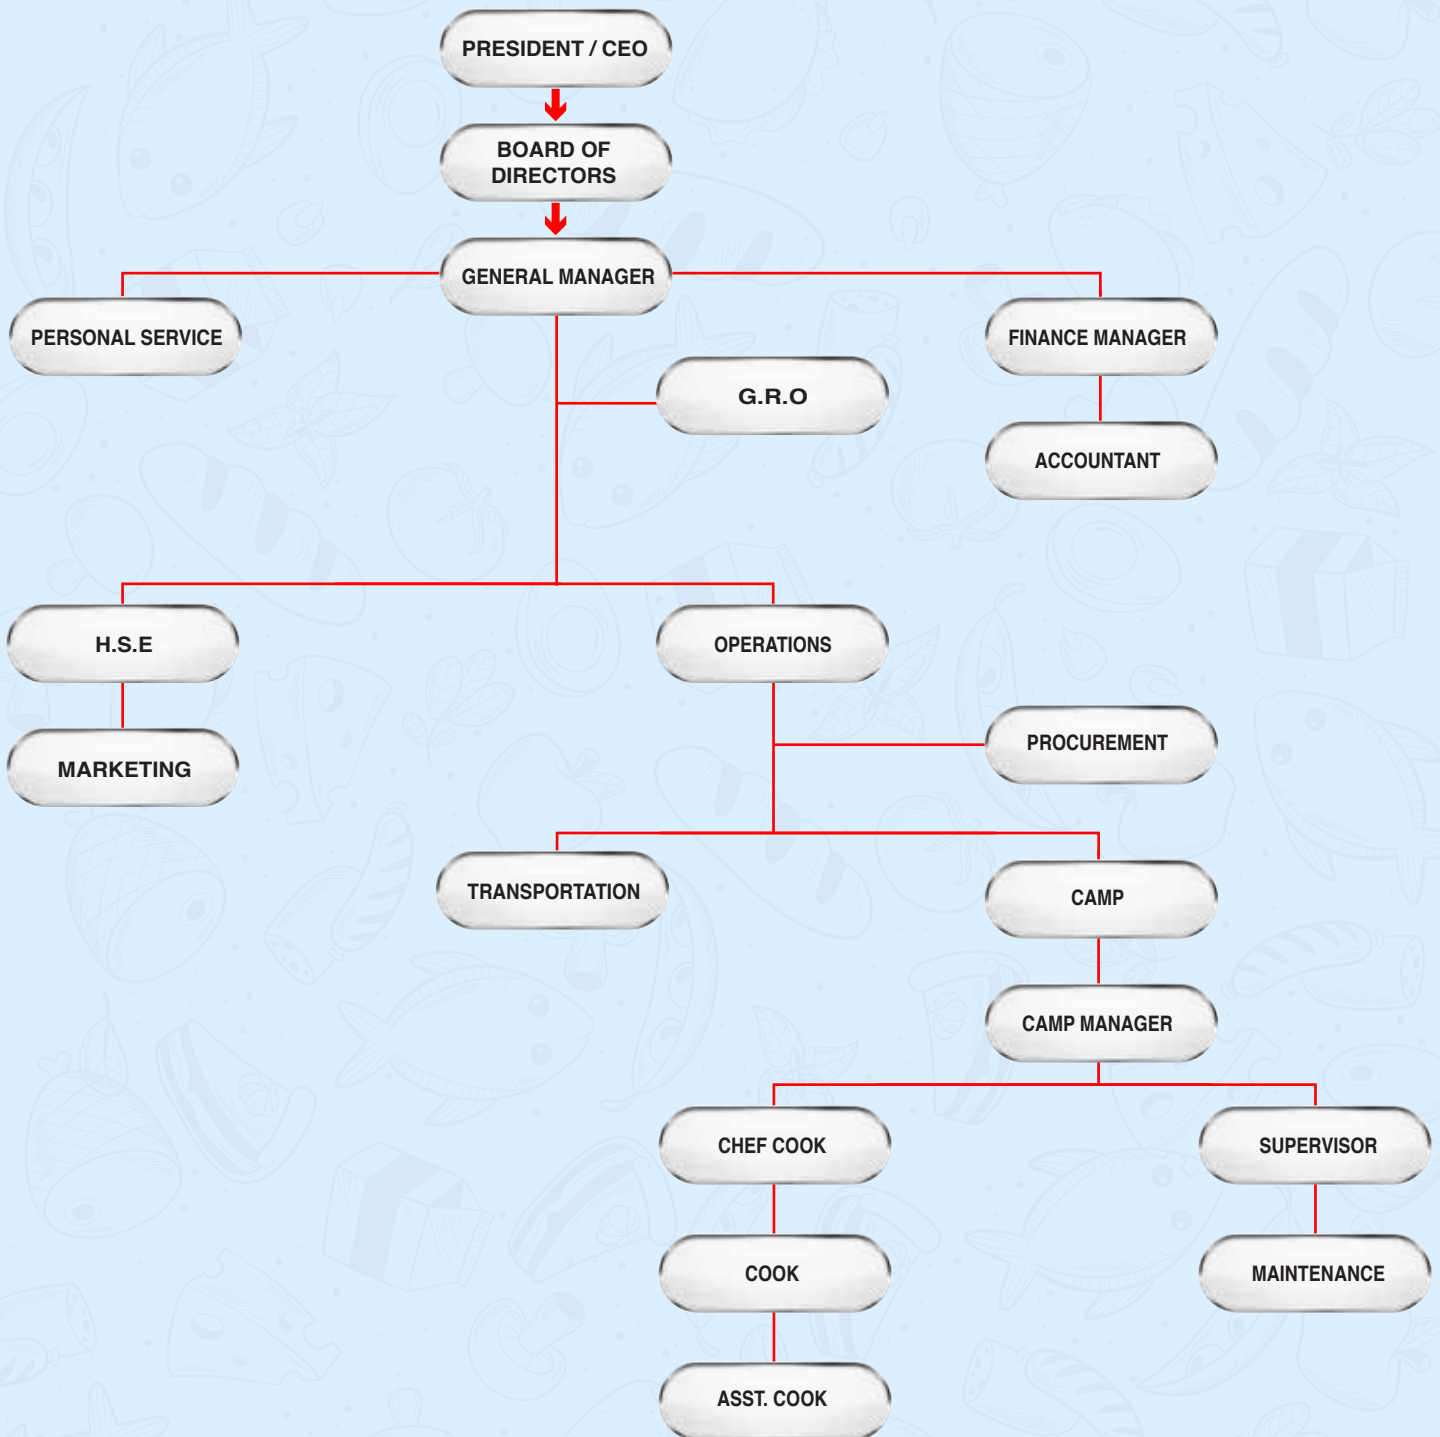 PRESIDENT / CEO
BOARD OF
DIRECTORS
GENERAL MANAGER
PERSONAL SERVICE
FINANCE MANAGER
G.R.O
ACCOUNTANT
H.S.E
OPERATIONS
MARKETING
PROCUREMENT
TRANSPORTATION
CAMP
CAMP MANAGER
CHEF COOK
SUPERVISOR
COOK
MAINTENANCE
ASST. COOK